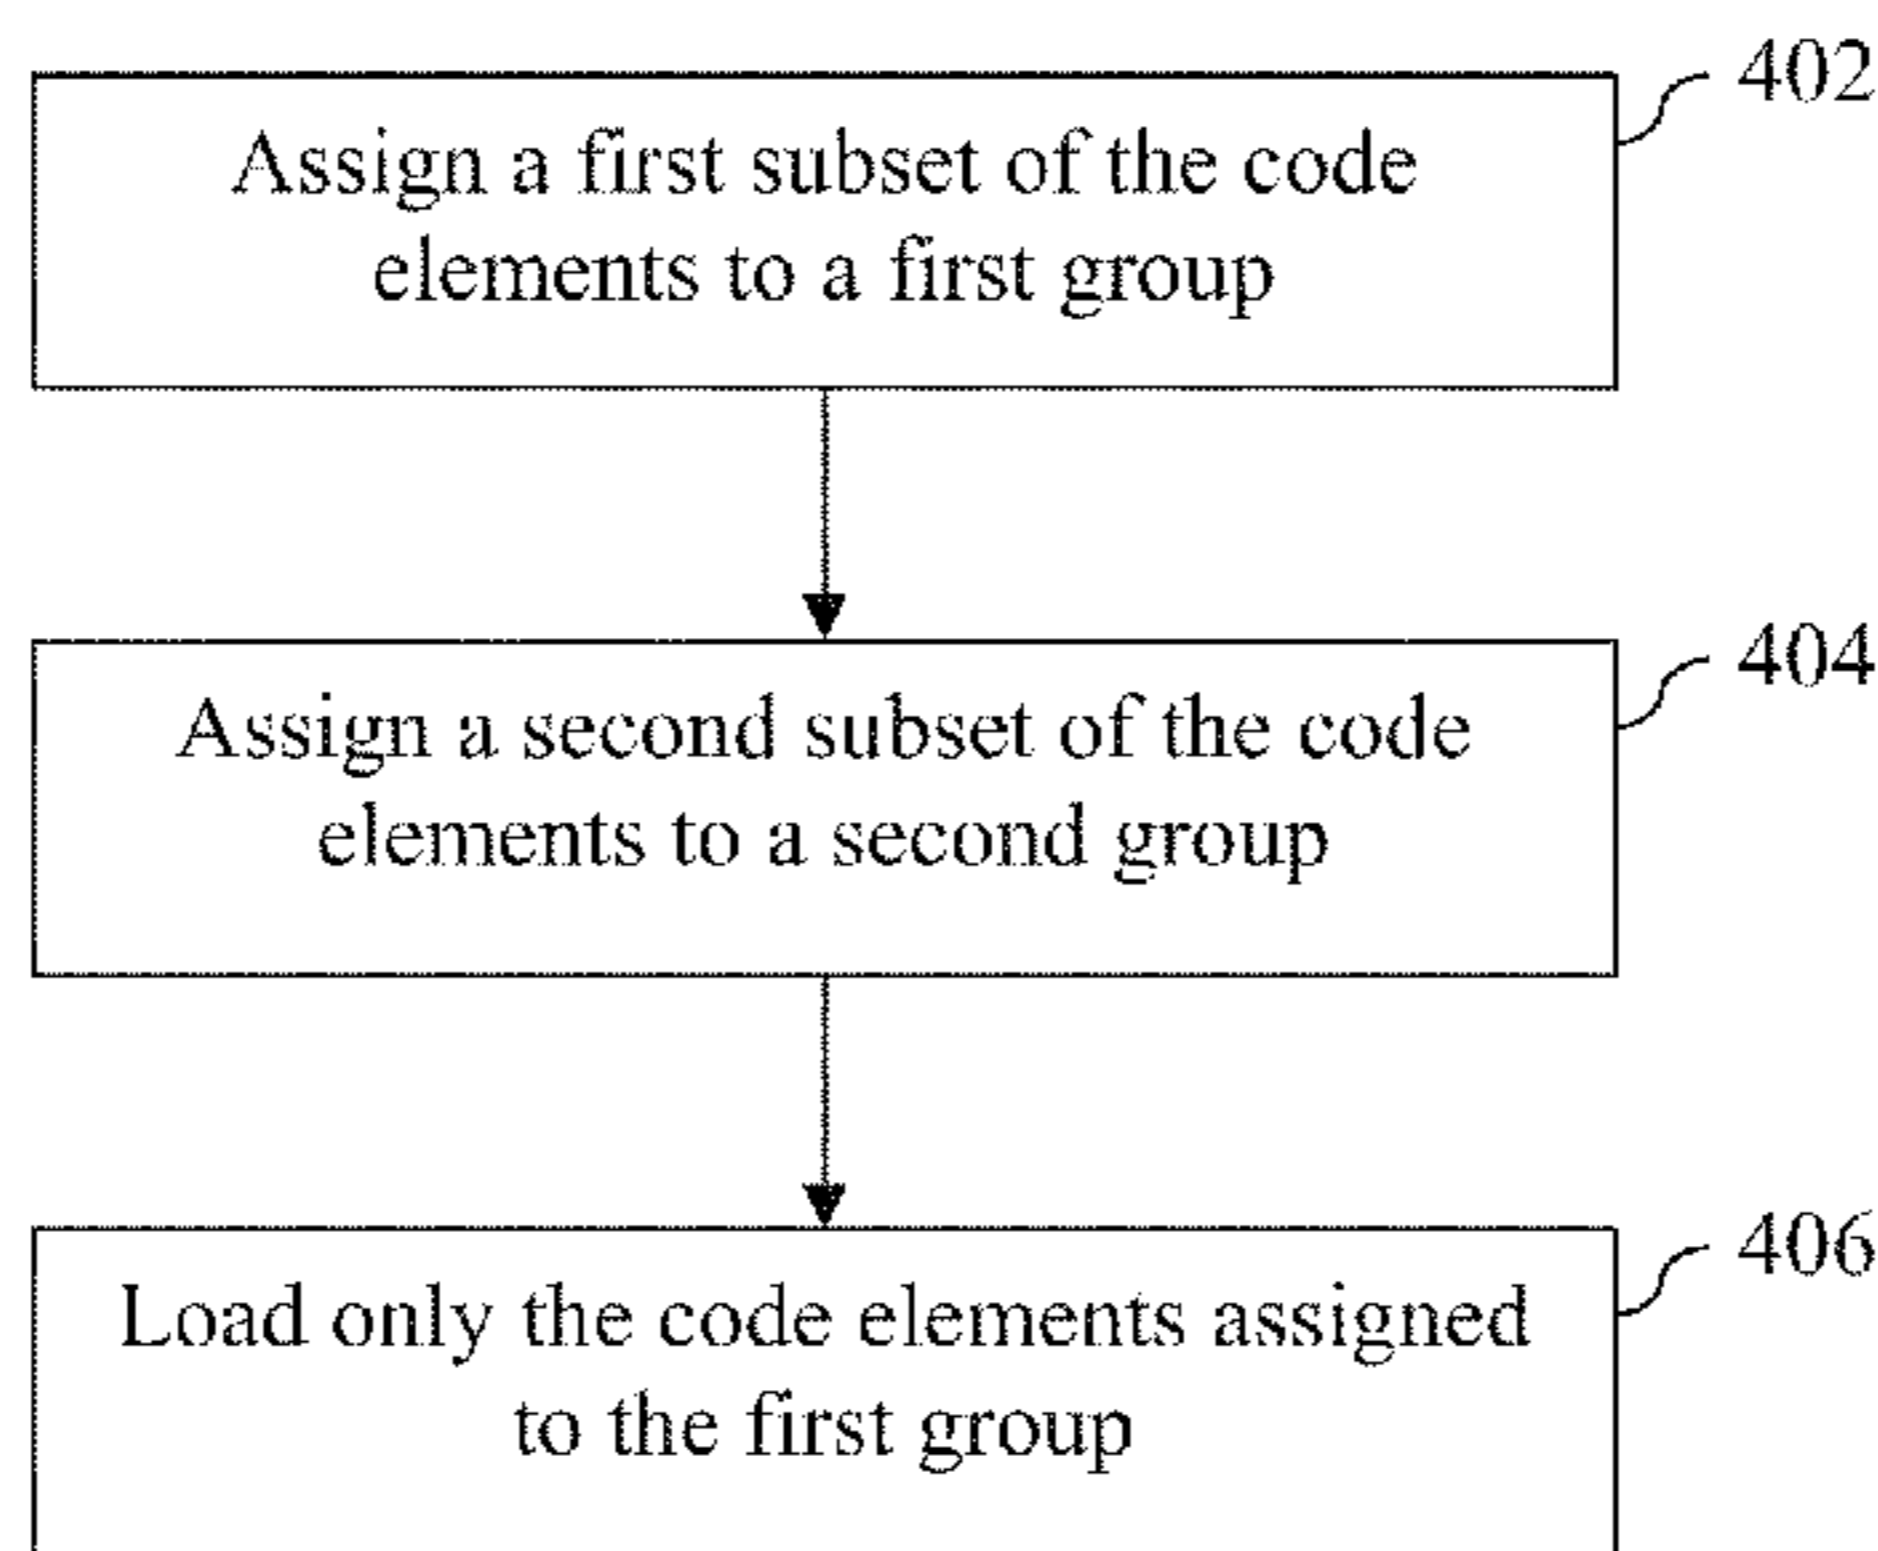 402
Assign a first subset of the code
elements to a first group
404
Assign a second subset of the code
elements to a second group
406
Load only the code elements assigned
to the first group